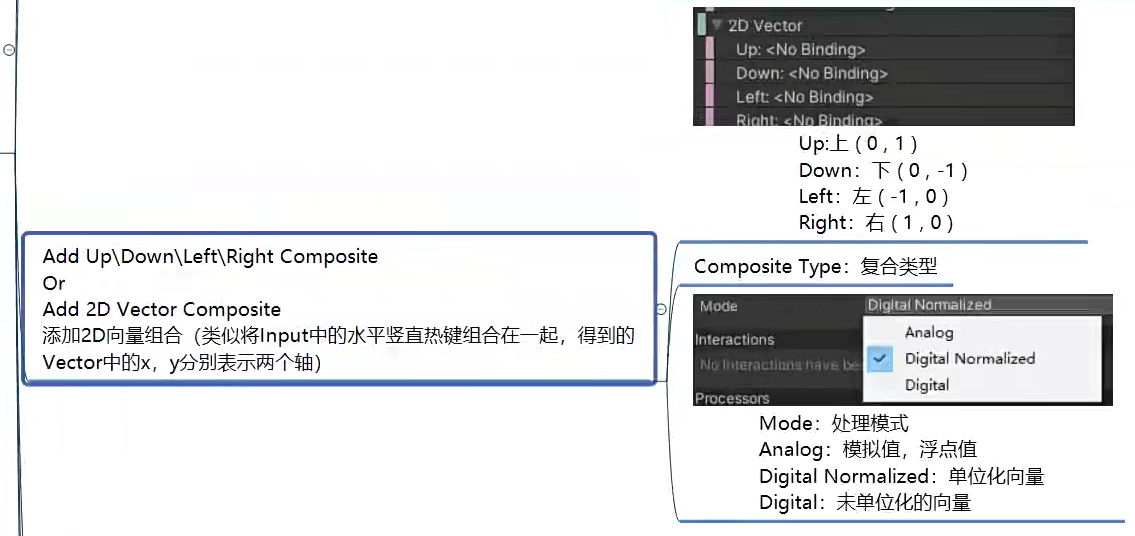 2D Vector
Up: <No Binding>
Down: <No Binding>
Left: <No Binding>
Right: <No Binding>
Up:上（0，1）
Down：下（0，-1）
Left：左（-1，0）
Right：右（1，0）
Add Up\Down\Left\Right Composite
Or
Add 2D Vector Composite
添加2D向量组合（类似将Input中的水平竖直热键组合在一起，得到的
Vector中的x，y分别表示两个轴）
Composite Type：复合类型
Mode
Digital Normalized
Analog
Interactions
Digital Normalized
No Interactions have be
Digital
Processors
Mode：处理模式
Analog：模拟值，浮点值
Digital Normalized：单位化向量
Digital：未单位化的向量